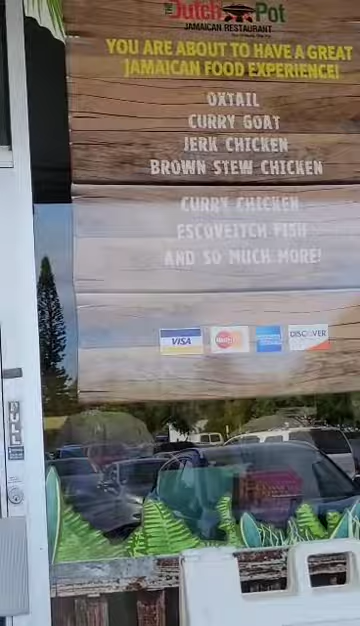 Dutch Pot
JAMAICAN RESTAURANT
YOU ARE ABOUT TO HAVE A GREAT
JAMAICAN FOOD EXPERIENCE!
OXTAIL
CURRY GOAT
JERK CHICKEN
BROWN STEW CHICKEN
CURRY CHICKEN
ESCOVEITCH FISH
AND SO MUCH MORE!
VISA
DISCOVER
PULL